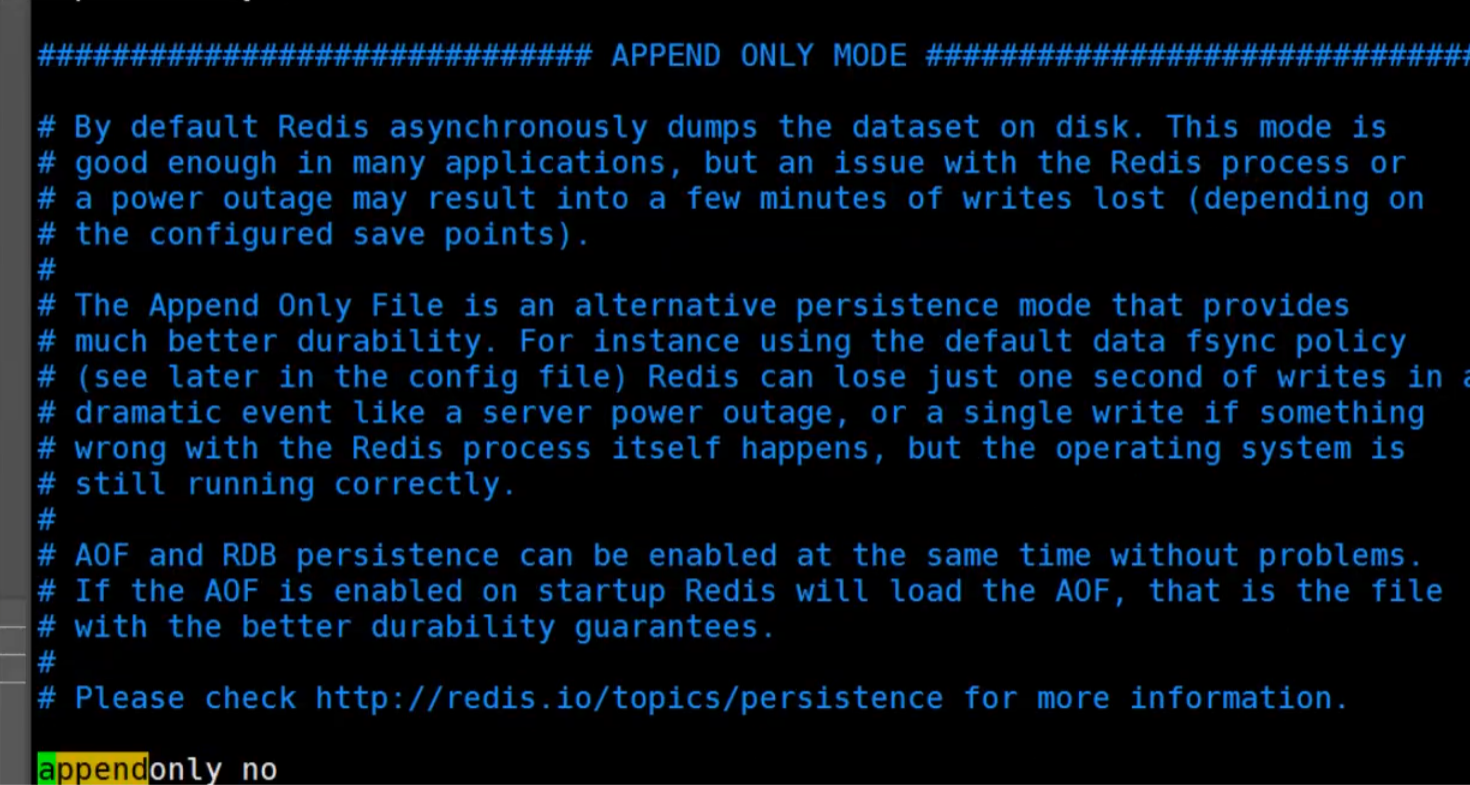 ############################## APPEND ONLY MODE ##############################
# By default Redis asynchronously dumps the dataset on disk. This mode is
# good enough in many applications, but an issue with the Redis process or
# a power outage may result into a few minutes of writes lost (depending on
# the configured save points).
#
# The Append Only File is an alternative persistence mode that provides
# much better durability. For instance using the default data fsync policy
# (see later in the config file) Redis can lose just one second of writes in a
# dramatic event like a server power outage, or a single write if something
# wrong with the Redis process itself happens, but the operating system is
# still running correctly.
#
# AOF and RDB persistence can be enabled at the same time without problems.
# If the AOF is enabled on startup Redis will load the AOF, that is the file
# with the better durability guarantees.
#
# Please check http://redis.io/topics/persistence for more information.
appendonly no